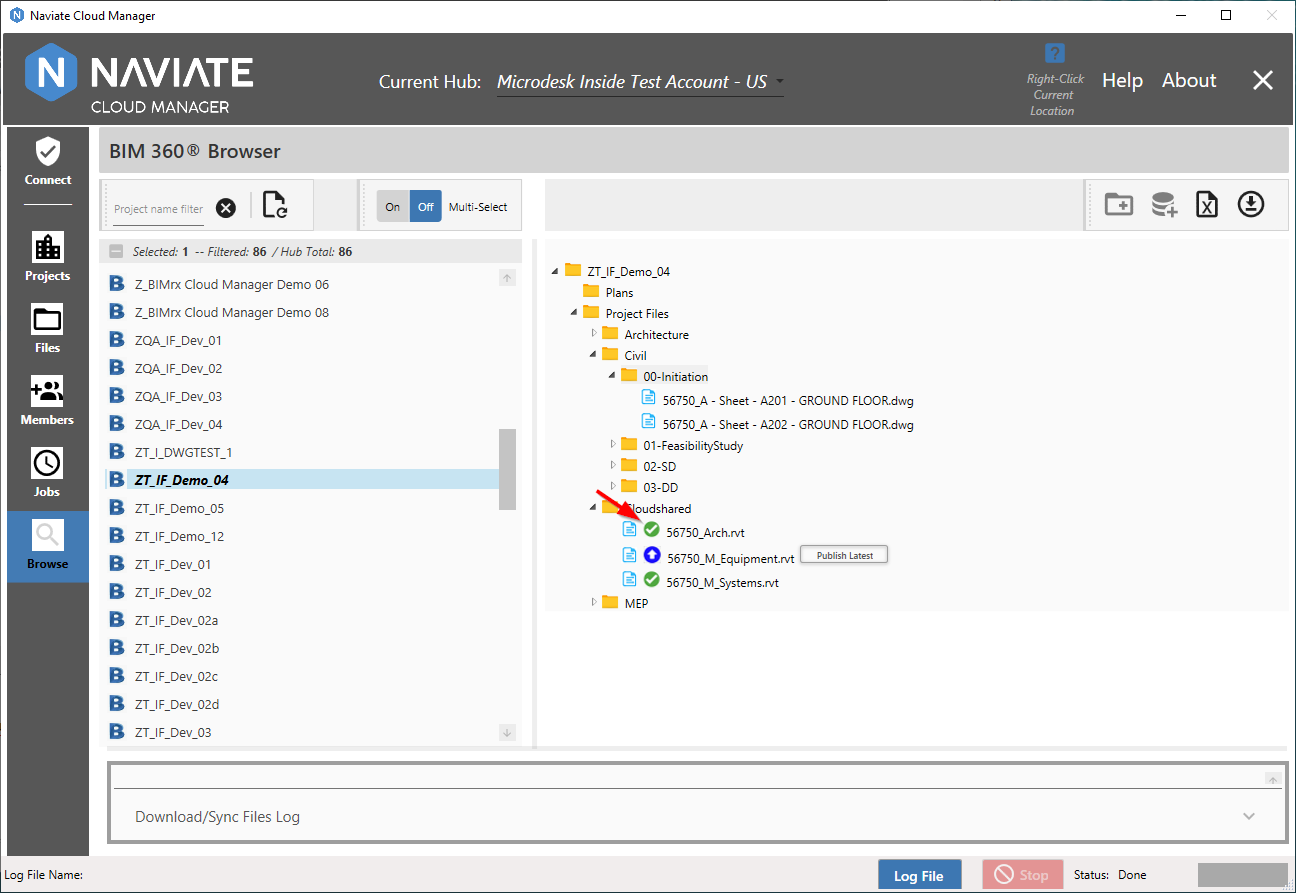 Naviate Cloud Manager
NAVIATE
CLOUD MANAGER
Current Hub: Microdesk Inside Test Account - US
?
Right-Click
Current
Location
Help About
BIM 360® Browser
Connect
Projects
Files
Members
Jobs
Browse
Project name filter
On Off Multi-Select
Selected: 1 -- Filtered: 86 / Hub Total: 86
Z_BIMrx Cloud Manager Demo 06
Z_BIMrx Cloud Manager Demo 08
ZQA_IF_Dev_01
ZQA_IF_Dev_02
ZQA_IF_Dev_03
ZQA_IF_Dev_04
ZT_I_DWGTEST_1
ZT_IF_Demo_04
ZT_IF_Demo_05
ZT_IF_Demo_12
ZT_IF_Dev_01
ZT_IF_Dev_02
ZT_IF_Dev_02a
ZT_IF_Dev_02b
ZT_IF_Dev_02c
ZT_IF_Dev_02d
ZT_IF_Dev_03
ZT_IF_Demo_04
Plans
Project Files
Architecture
Civil
00-Initiation
56750_A - Sheet - A201 - GROUND FLOOR.dwg
56750_A - Sheet - A202 - GROUND FLOOR.dwg
01-FeasibilityStudy
02-SD
03-DD
Cloudshared
56750_Arch.rvt
56750_M_Equipment.rvt Publish Latest
56750_M_Systems.rvt
MEP
Download/Sync Files Log
Log File Name:
Log File
Stop
Status: Done